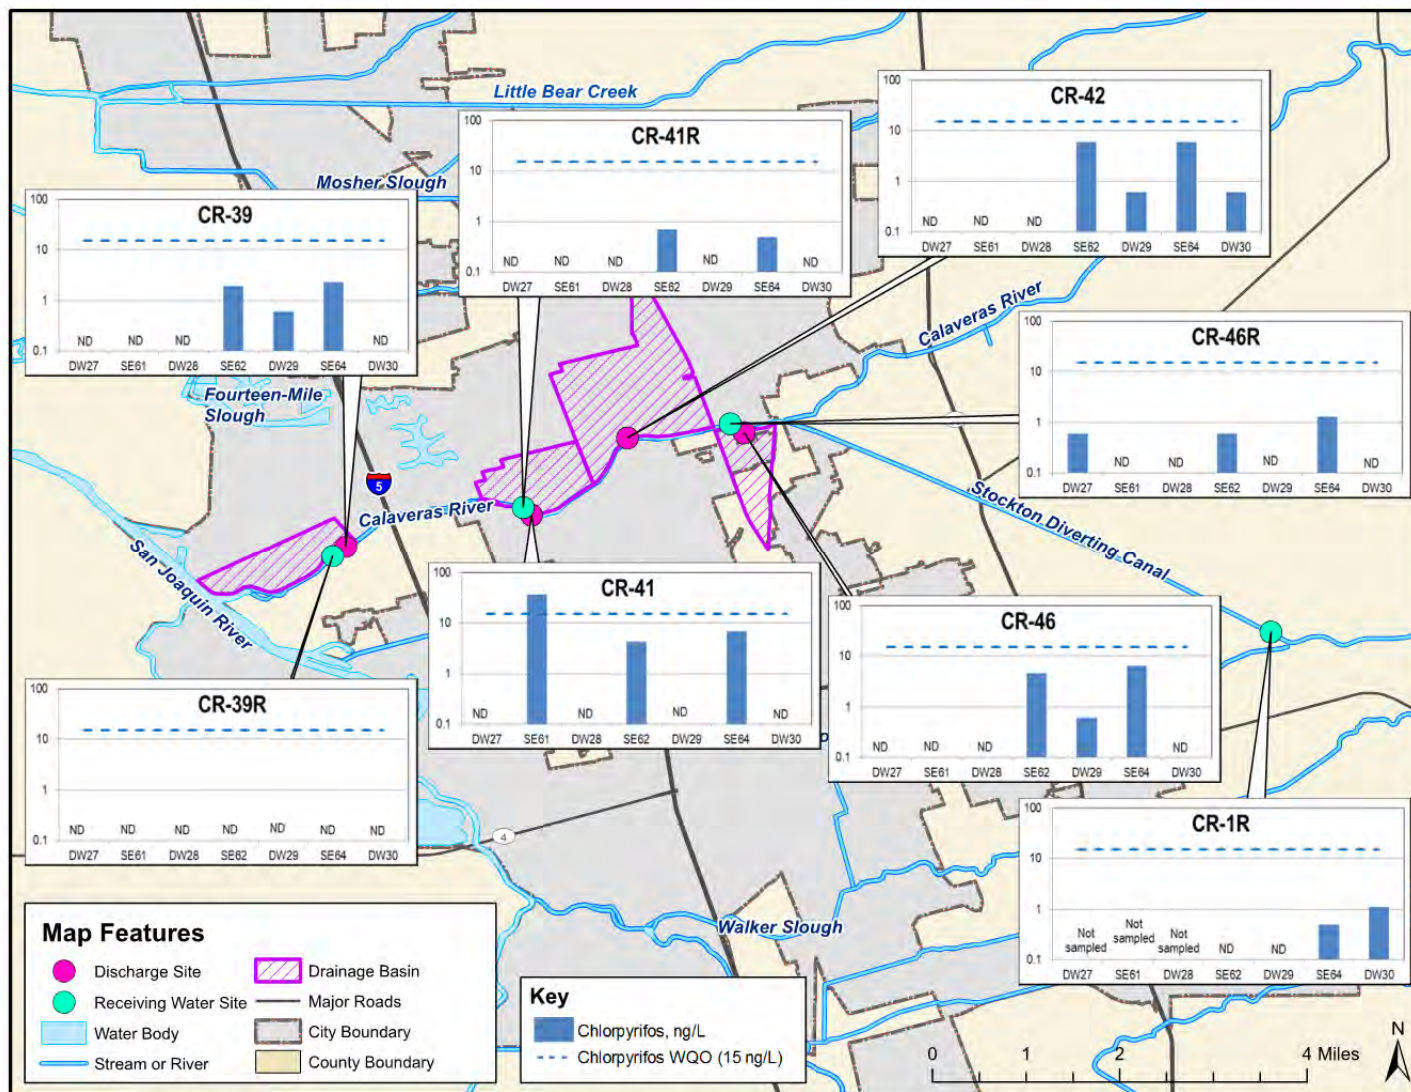 Little Bear Creek
Mosher Slough
CR-42
100
10
1
0.1
ND
ND
ND
DW27
SE61
DW28
SE62
DW29
SE64
DW30
CR-41R
100
10
1
0.1
ND
ND
ND
ND
ND
DW27
SE61
DW28
SE62
DW29
SE64
DW30
CR-39
100
10
1
0.1
ND
ND
ND
ND
DW27
SE61
DW28
SE62
DW29
SE64
DW30
Calaveras River
CR-46R
100
10
1
0.1
ND
ND
ND
ND
DW27
SE61
DW28
SE62
DW29
SE64
DW30
Fourteen-Mile
Slough
5
Calaveras River
San Joaquin River
Stockton Diverting Canal
CR-41
100
10
1
0.1
ND
ND
ND
ND
DW27
SE61
DW28
SE62
DW29
SE64
DW30
CR-46
100
10
1
0.1
ND
ND
ND
ND
DW27
SE61
DW28
SE62
DW29
SE64
DW30
CR-39R
100
10
1
0.1
ND
ND
ND
ND
ND
ND
ND
DW27
SE61
DW28
SE62
DW29
SE64
DW30
4
CR-1R
100
10
1
0.1
Not
sampled
Not
sampled
Not
sampled
ND
ND
DW27
SE61
DW28
SE62
DW29
SE64
DW30
Walker Slough
Map Features
Discharge Site
Receiving Water Site
Water Body
Stream or River
Drainage Basin
Major Roads
City Boundary
County Boundary
Key
Chlorpyrifos, ng/L
Chlorpyrifos WQO (15 ng/L)
0
1
2
4 Miles
N